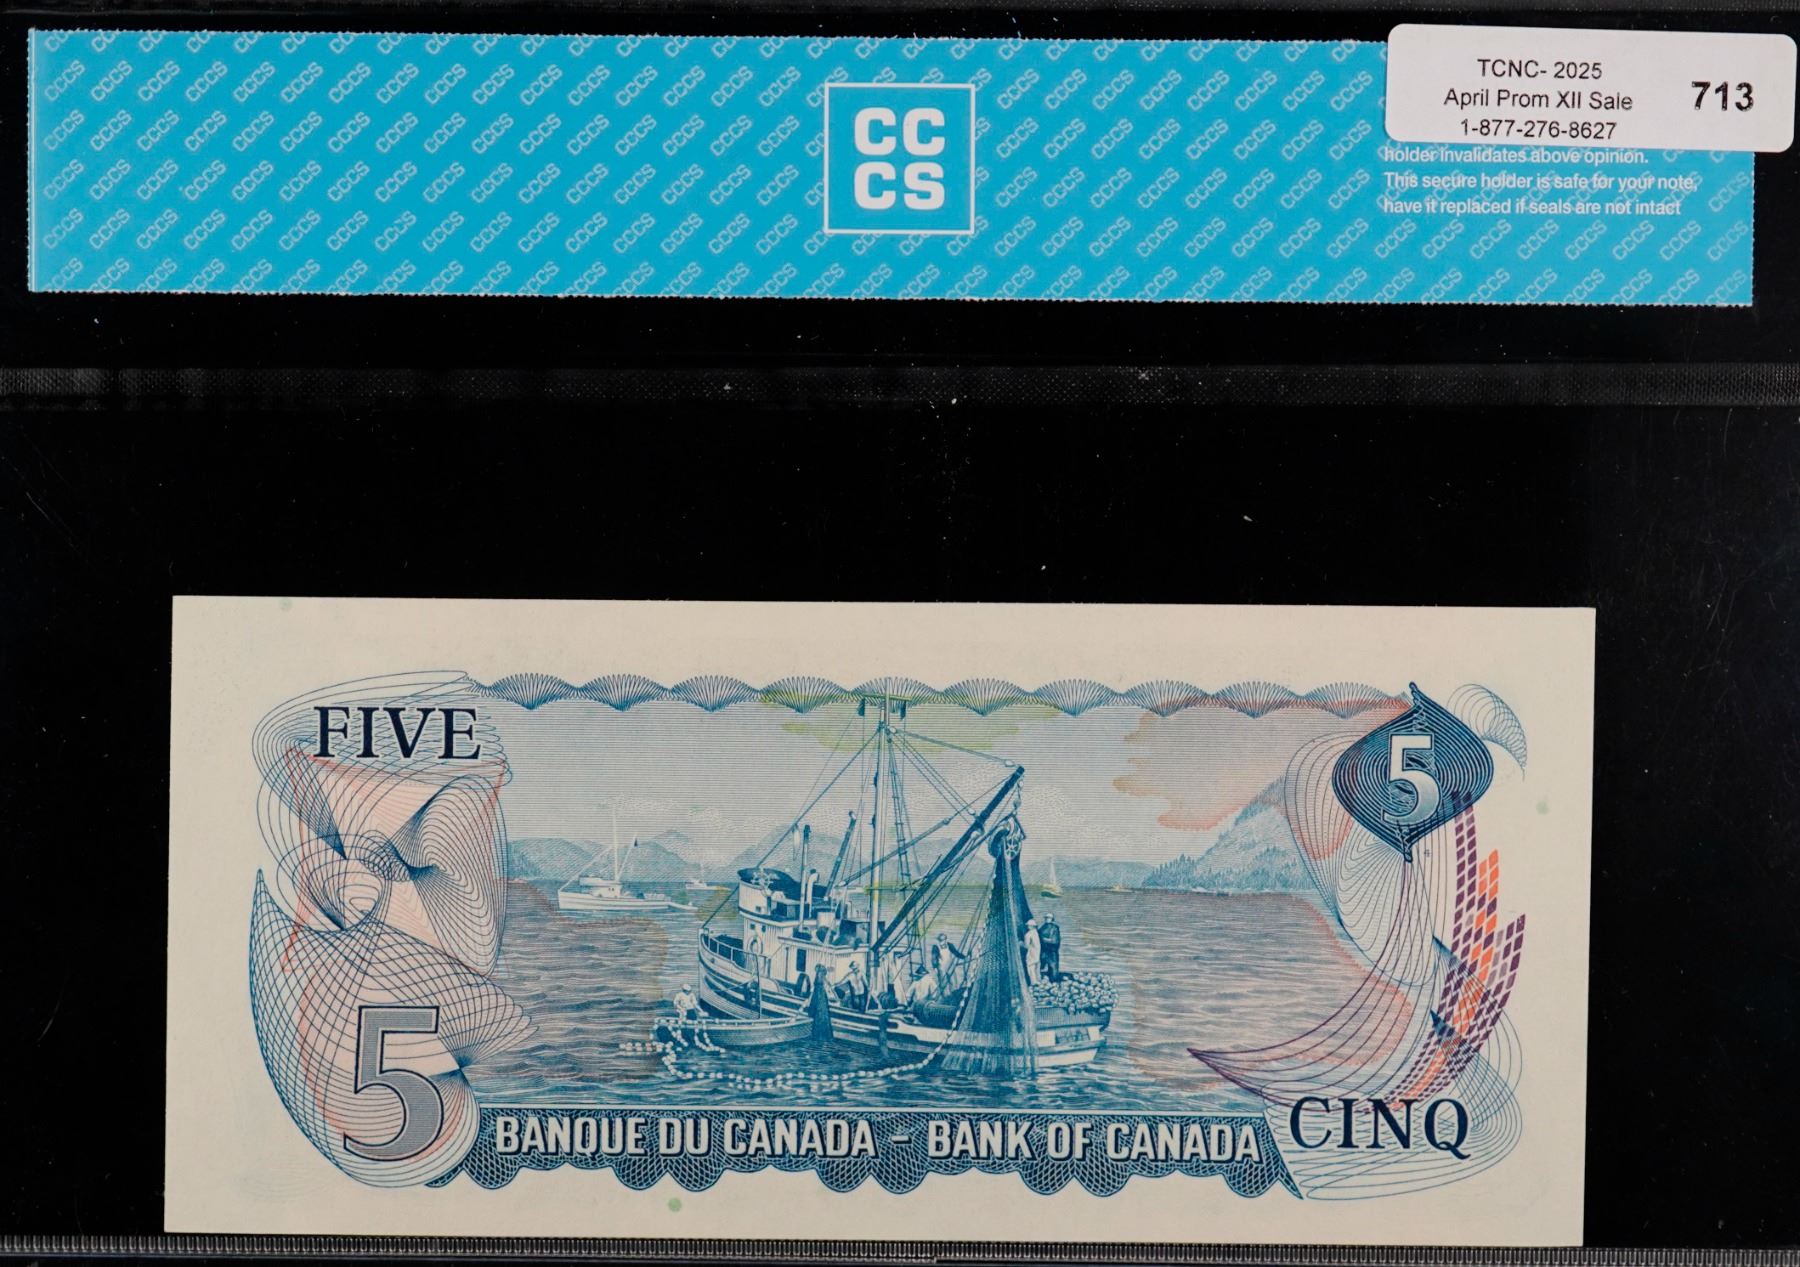 CC
CS
TCNC- 2025
April Prom XII Sale
1-877-276-8627
713
holder invalidates above opinion.
This secure holder is safe for your note,
have it replaced if seals are not intact
FIVE
5
5
BANQUE DU CANADA - BANK OF CANADA
CINQ